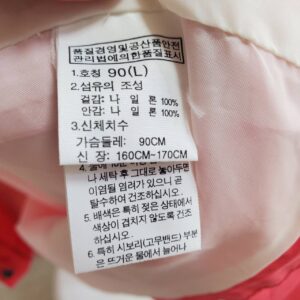 품질경영및공산품안전
관리법에의한품질표시
1.호칭 90(L)
2.섬유의 조성
겉감: 나 일 론 100%
안감: 나 일 론 100%
3.신체치수
가슴둘레: 90CM
신 장: 160CM~170CM
4. 물에 10분
나 세탁 후 그대로 놓아두면
이염될 염려가 있으니 곧
탈수하여 건조하십시오.
5. 배색은 특히 젖은 상태에서
색상이 겹치지 않도록 건조
하십시오.
6. 특히 시보리(고무밴드) 부분
은 뜨거운 물에서 늘어나